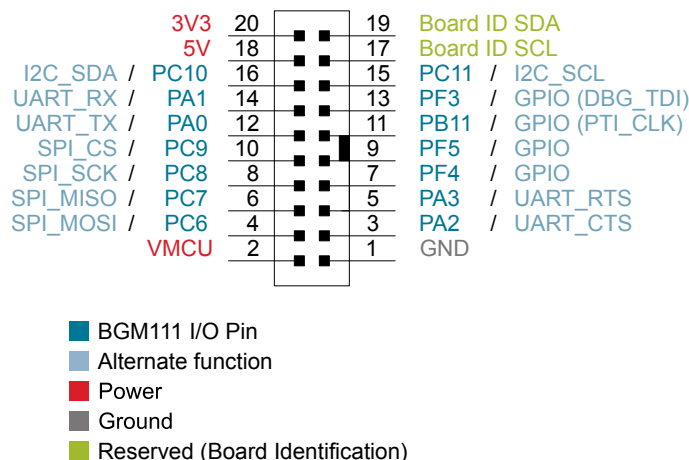 3V3 20 19 Board ID SDA
5V 18 17 Board ID SCL
I2C_SDA / PC10 16 15 PC11 / I2C_SCL
UART_RX / PA1 14 13 PF3 / GPIO (DBG_TDI)
UART_TX / PA0 12 11 PB11 / GPIO (PTI_CLK)
SPI_CS / PC9 10 9 PF5 / GPIO
SPI_SCK / PC8 8 7 PF4 / GPIO
SPI_MISO / PC7 6 5 PA3 / UART_RTS
SPI_MOSI / PC6 4 3 PA2 / UART_CTS
VMCU 2 1 GND
BGM111 I/O Pin
Alternate function
Power
Ground
Reserved (Board Identification)